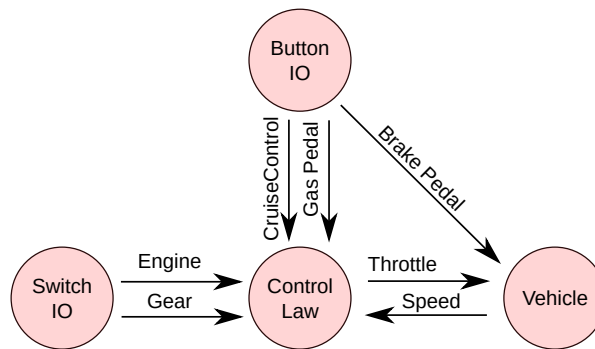 Button
IO
CruiseControl
Gas Pedal
Brake Pedal
Engine
Throttle
Switch
IO
Gear
Control
Law
Speed
Vehicle